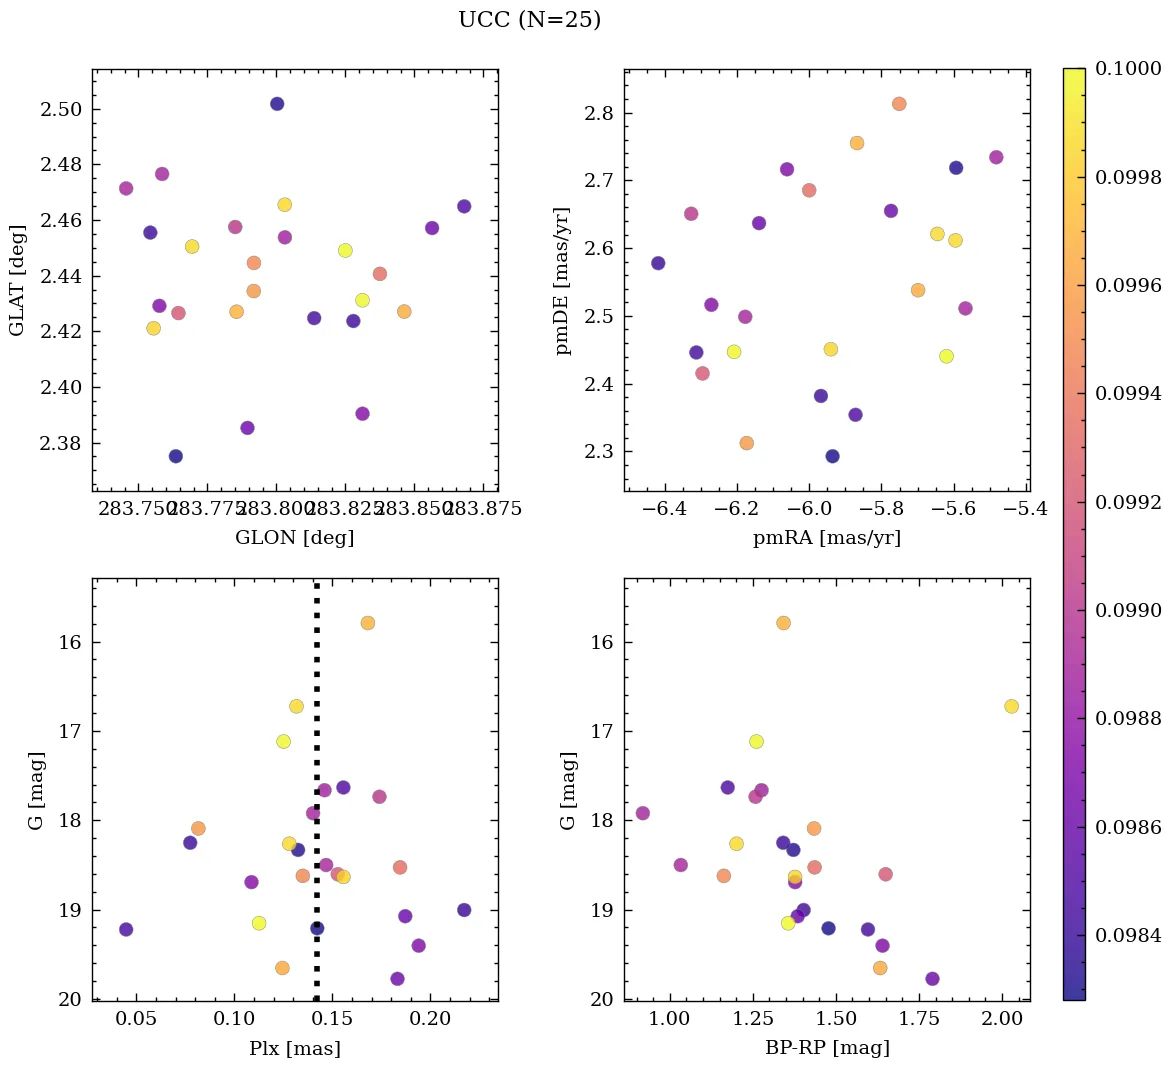 UCC (N=25)
2.50
2.48
2.46
2.44
2.42
2.40
2.38
GLAT [deg]
283.750 283.775 283.800 283.825 283.850 283.875
GLON [deg]
2.8
2.7
2.6
2.5
2.4
2.3
pmDE [mas/yr]
−6.4 −6.2 −6.0 −5.8 −5.6 −5.4
pmRA [mas/yr]
16
17
18
19
20
G [mag]
0.05 0.10 0.15 0.20
Plx [mas]
16
17
18
19
20
G [mag]
1.00 1.25 1.50 1.75 2.00
BP-RP [mag]
0.1000
0.0998
0.0996
0.0994
0.0992
0.0990
0.0988
0.0986
0.0984